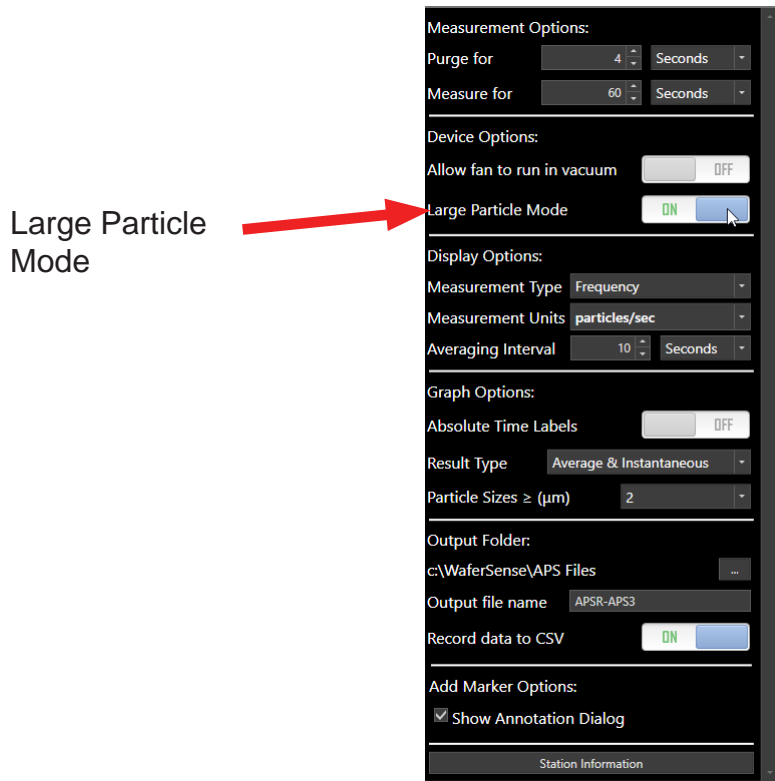 Large Particle
Mode
Measurement Options:
Purge for 4 Seconds
Measure for 60 Seconds
Device Options:
Allow fan to run in vacuum OFF
Large Particle Mode ON
Display Options:
Measurement Type Frequency
Measurement Units particles/sec
Averaging Interval 10 Seconds
Graph Options:
Absolute Time Labels OFF
Result Type Average & Instantaneous
Particle Sizes ≥ (μm) 2
Output Folder:
c:\WaferSense\APS Files ...
Output file name APSR-APS3
Record data to CSV ON
Add Marker Options:
Show Annotation Dialog
Station Information